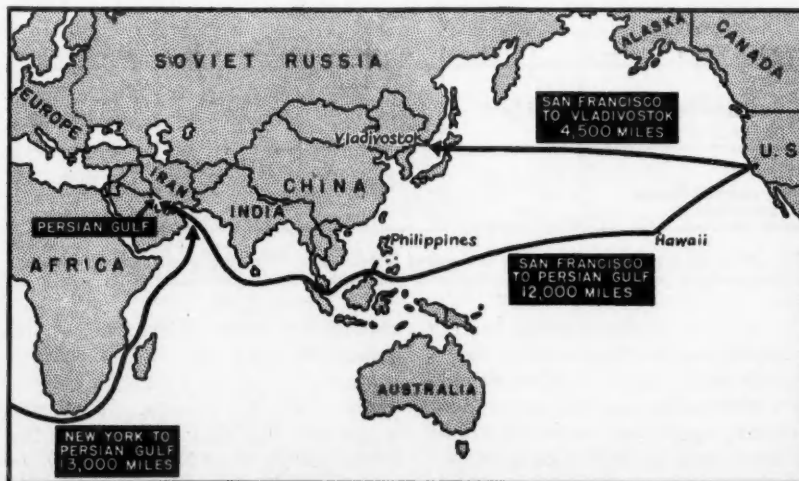 ALASKA
CANADA
SOVIET RUSSIA
EUROPE
SAN FRANCISCO
TO VLADIVOSTOK
4,500 MILES
Vladivostok
U.S
IRAN
CHINA
INDIA
PERSIAN GULF
Philippines
Hawaii
AFRICA
SAN FRANCISCO
TO PERSIAN GULF
12,000 MILES
AUSTRALIA
NEW YORK TO
PERSIAN GULF
13,000 MILES